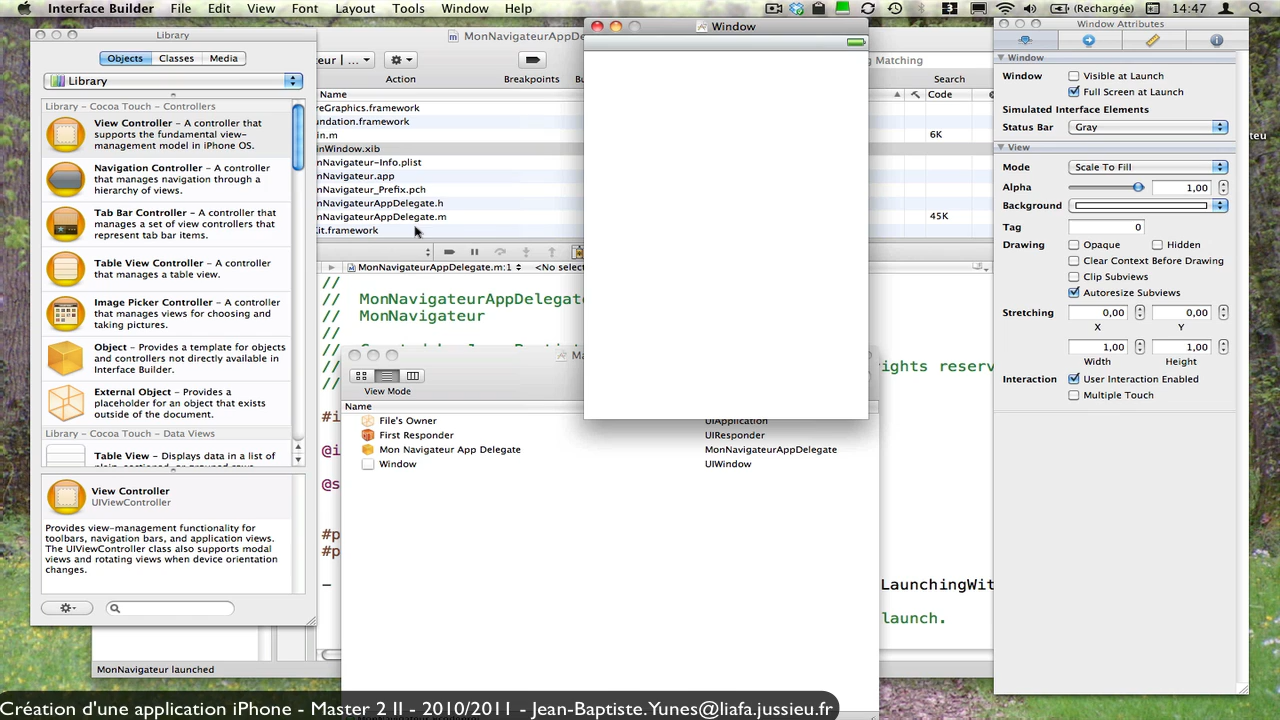 Interface Builder File Edit View Font Layout Tools Window Help (Rechargée) 14:47
Library
Objects Classes Media
Library
Library – Cocoa Touch – Controllers
View Controller – A controller that
supports the fundamental view-
management model in iPhone OS.
Navigation Controller – A controller
that manages navigation through a
hierarchy of views.
Tab Bar Controller – A controller that
manages a set of view controllers that
represent tab bar items.
Table View Controller – A controller
that manages a table view.
Image Picker Controller – A controller
that manages views for choosing and
taking pictures.
Object – Provides a template for objects
and controllers not directly available in
Interface Builder.
External Object – Provides a
placeholder for an object that exists
outside of the document.
Library – Cocoa Touch – Data Views
Table View – Displays data in a list of
View Controller
UIViewController
Provides view-management functionality for
toolbars, navigation bars, and application views.
The UIViewController class also supports modal
views and rotating views when device orientation
changes.
MonNavigateur launched
MonNavigateurAppDe
eur | ...
Action Breakpoints Bu
Matching
Search
Name Code
eGraphics.framework
undation.framework
in.m 6K
nWindow.xib
nNavigateur-Info.plist
nNavigateur.app
nNavigateur_Prefix.pch
nNavigateurAppDelegate.h
nNavigateurAppDelegate.m 45K
Kit.framework
MonNavigateurAppDelegate.m:1 <No selec
//
// MonNavigateurAppDelegate
// MonNavigateur
//
//
// ights reserv
//
#i
@i
@s
#p
#p
– LaunchingWit
launch.
Window
Ma
View Mode
Name
File's Owner UIApplication
First Responder UIResponder
Mon Navigateur App Delegate MonNavigateurAppDelegate
Window UIWindow
Window Attributes
Window
Window Visible at Launch
Full Screen at Launch
Simulated Interface Elements
Status Bar Gray
View
Mode Scale To Fill
Alpha 1,00
Background
Tag 0
Drawing Opaque Hidden
Clear Context Before Drawing
Clip Subviews
Autoresize Subviews
Stretching 0,00 0,00
X Y
1,00 1,00
Width Height
Interaction User Interaction Enabled
Multiple Touch
teu
Création d'une application iPhone - Master 2 II - 2010/2011 - Jean-Baptiste.Yunes@liafa.jussieu.fr